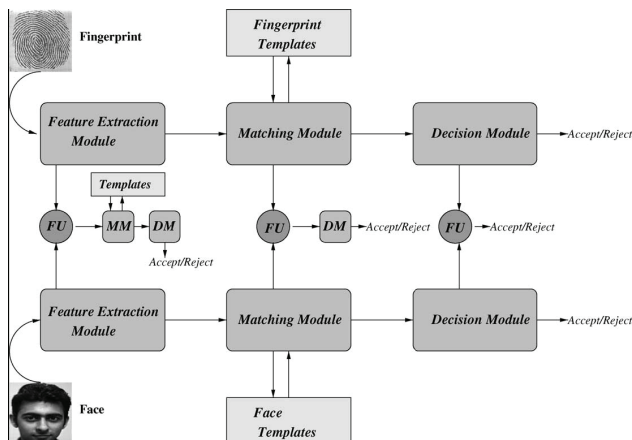 Fingerprint
Fingerprint
Templates
Feature Extraction
Module
Matching Module
Decision Module
Accept/Reject
Templates
FU
MM
DM
FU
DM
Accept/Reject
FU
Accept/Reject
Accept/Reject
Feature Extraction
Module
Matching Module
Decision Module
Accept/Reject
Face
Face
Templates